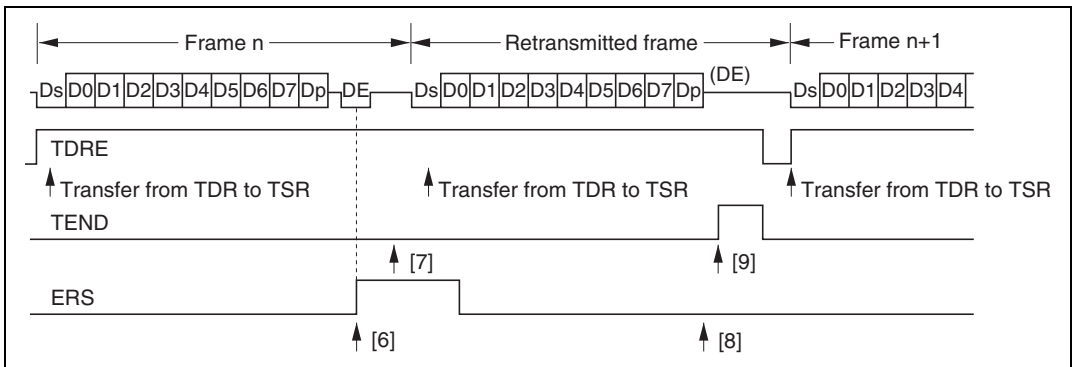 Frame n Retransmitted frame Frame n+1
(DE)
Ds D0 D1 D2 D3 D4 D5 D6 D7 Dp DE Ds D0 D1 D2 D3 D4 D5 D6 D7 Dp Ds D0 D1 D2 D3 D4
TDRE
Transfer from TDR to TSR Transfer from TDR to TSR Transfer from TDR to TSR
TEND
[7] [9]
ERS
[6] [8]